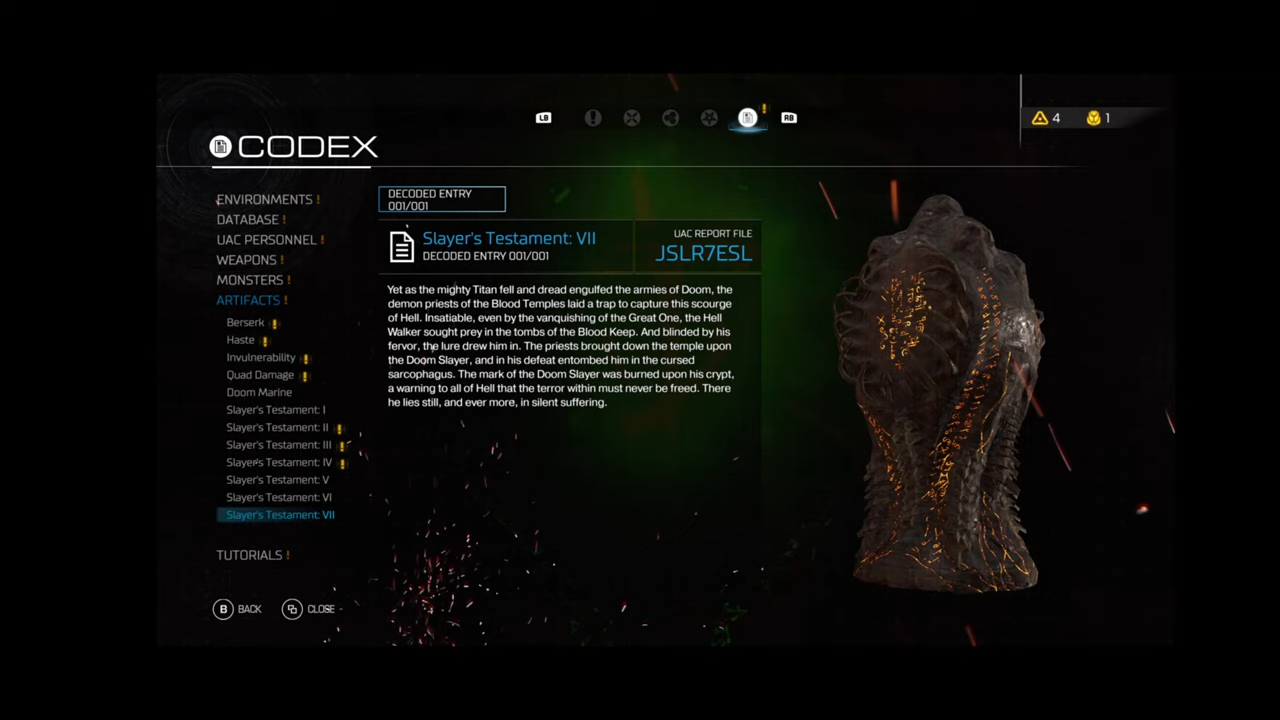 LB
RB
4
1
CODEX
ENVIRONMENTS !
DATABASE !
UAC PERSONNEL !
WEAPONS !
MONSTERS !
ARTIFACTS !
Berserk !
Haste !
Invulnerability !
Quad Damage !
Doom Marine
Slayer's Testament: I
Slayer's Testament: II !
Slayer's Testament: III !
Slayer's Testament: IV !
Slayer's Testament: V
Slayer's Testament: VI
Slayer's Testament: VII
TUTORIALS !
DECODED ENTRY
001/001
Slayer's Testament: VII
DECODED ENTRY 001/001
UAC REPORT FILE
JSLR7ESL
Yet as the mighty Titan fell and dread engulfed the armies of Doom, the
demon priests of the Blood Temples laid a trap to capture this scourge
of Hell. Insatiable, even by the vanquishing of the Great One, the Hell
Walker sought prey in the tombs of the Blood Keep. And blinded by his
fervor, the lure drew him in. The priests brought down the temple upon
the Doom Slayer, and in his defeat entombed him in the cursed
sarcophagus. The mark of the Doom Slayer was burned upon his crypt,
a warning to all of Hell that the terror within must never be freed. There
he lies still, and ever more, in silent suffering.
B BACK
CLOSE